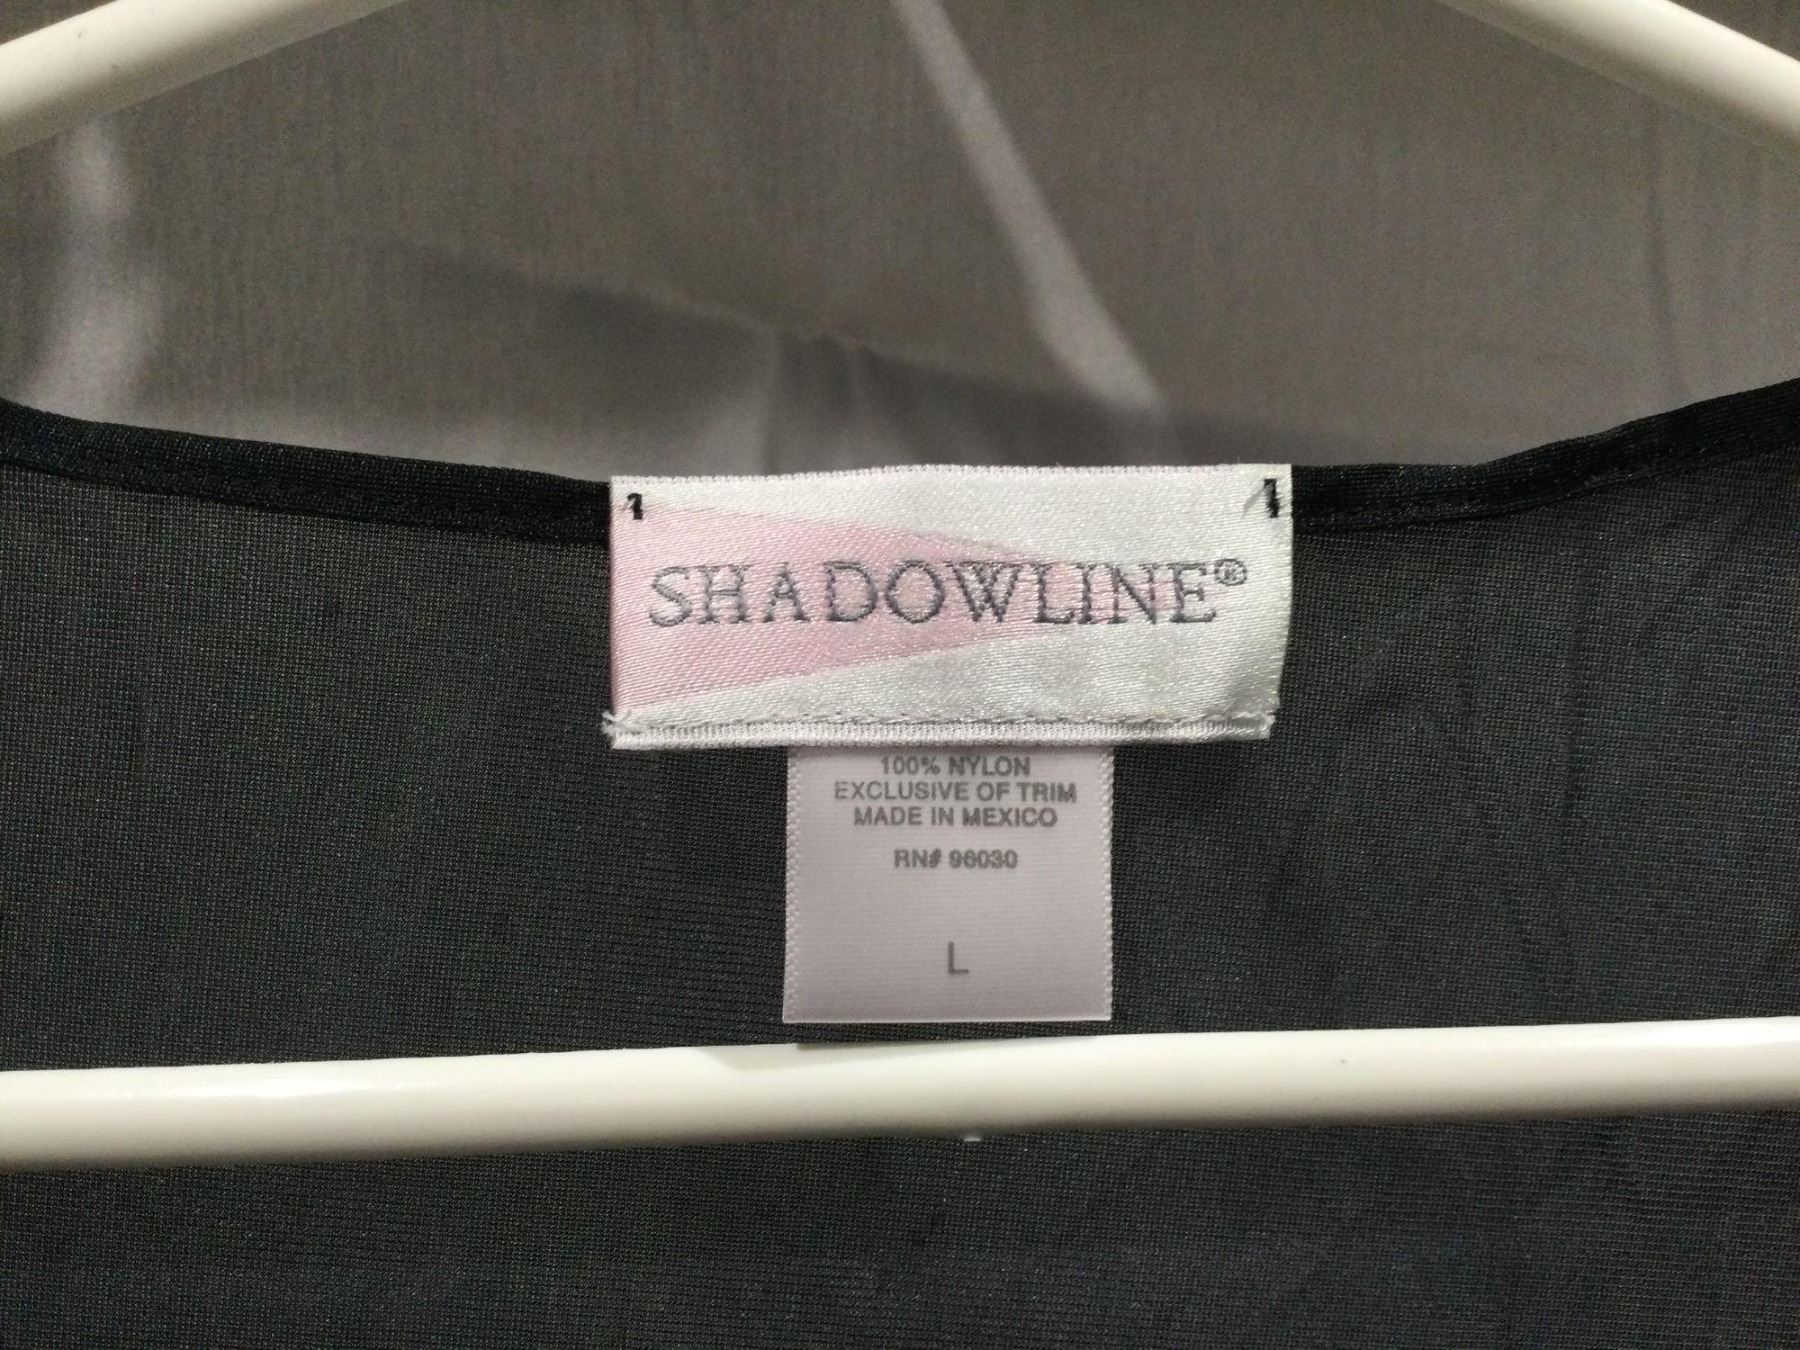 SHADOWLINE®
100% NYLON
EXCLUSIVE OF TRIM
MADE IN MEXICO
RN# 96030
L